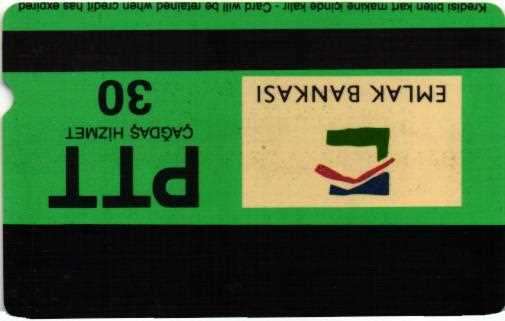 PTT
ÇAĞDAŞ HİZMET
30
EMLAK BANKASI
Kredisi biten kart makine içinde kalır - Card will be retained when credit has expired